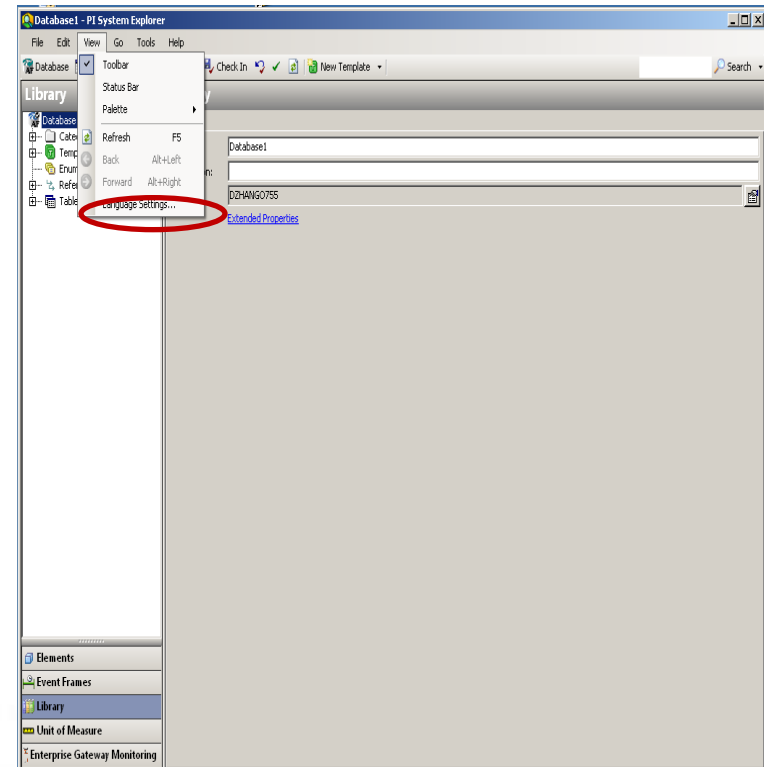 Database1 - PI System Explorer
File Edit View Go Tools Help
Database Check In New Template Search
Toolbar
Status Bar
Palette
Refresh F5
Back Alt+Left
Forward Alt+Right
Language Settings...
Library
Database
Database1
DZHANGO755
Extended Properties
Elements
Event Frames
Library
Unit of Measure
Enterprise Gateway Monitoring